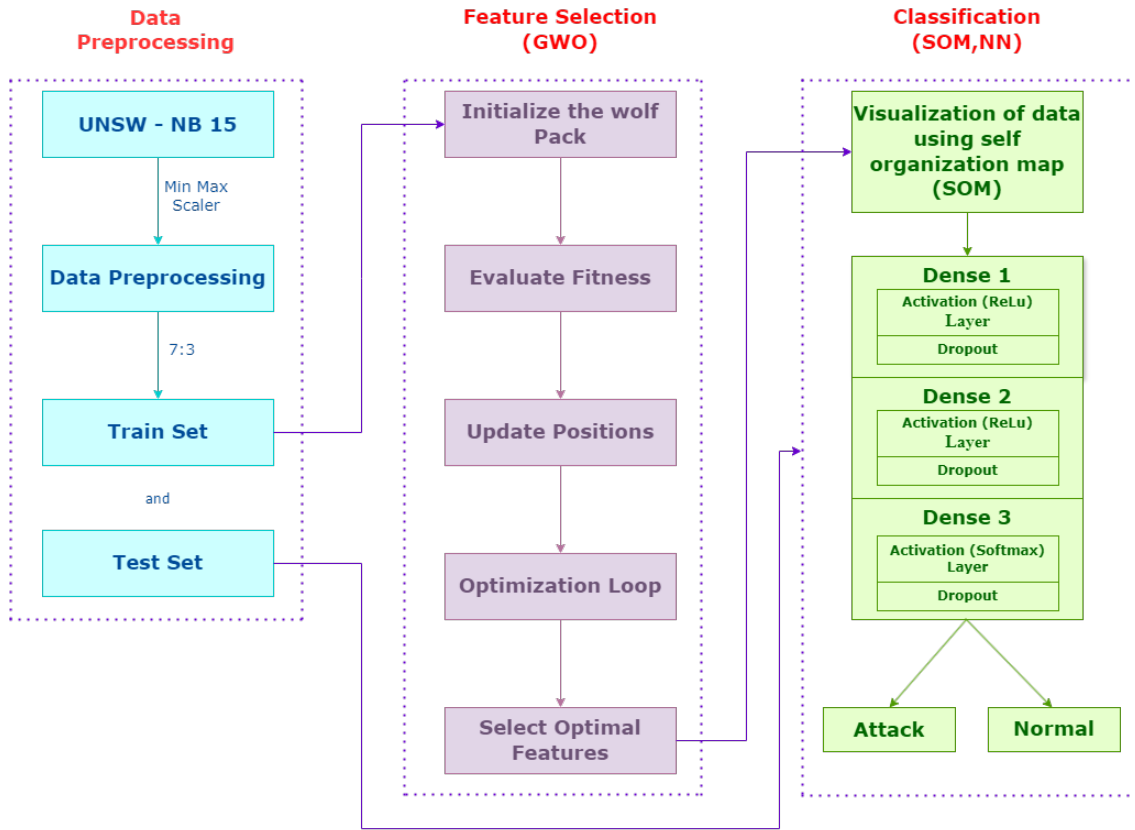 Data
Preprocessing
UNSW - NB 15
Min Max
Scaler
Data Preprocessing
7:3
Train Set
and
Test Set
Feature Selection
(GWO)
Initialize the wolf
Pack
Evaluate Fitness
Update Positions
Optimization Loop
Select Optimal
Features
Classification
(SOM,NN)
Visualization of data
using self
organization map
(SOM)
Dense 1
Activation (ReLu)
Layer
Dropout
Dense 2
Activation (ReLu)
Layer
Dropout
Dense 3
Activation (Softmax)
Layer
Dropout
Attack
Normal